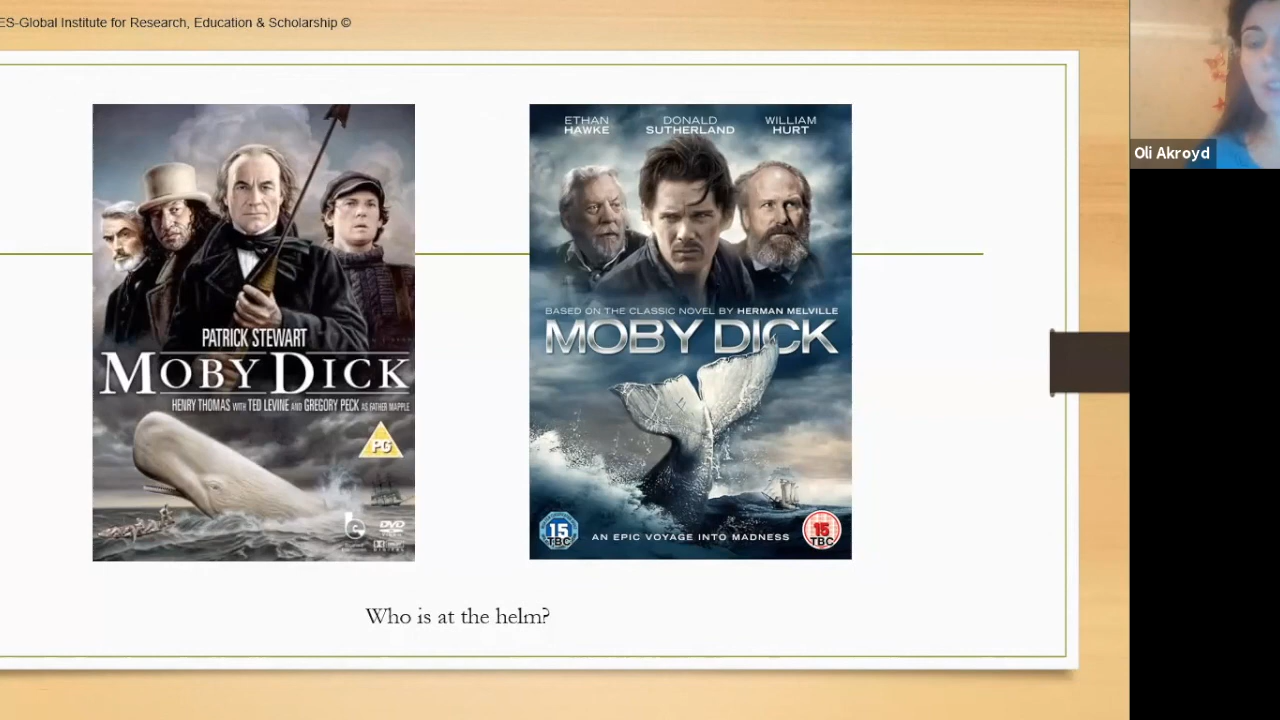 ES-Global Institute for Research, Education & Scholarship ©
Oli Akroyd
PATRICK STEWART
MOBY DICK
HENRY THOMAS WITH TED LEVINE AND GREGORY PECK AS FATHER MAPPLE
PG
DVD
ETHAN HAWKE
DONALD SUTHERLAND
WILLIAM HURT
BASED ON THE CLASSIC NOVEL BY HERMAN MELVILLE
MOBY DICK
15
TBC
AN EPIC VOYAGE INTO MADNESS
15
TBC
Who is at the helm?